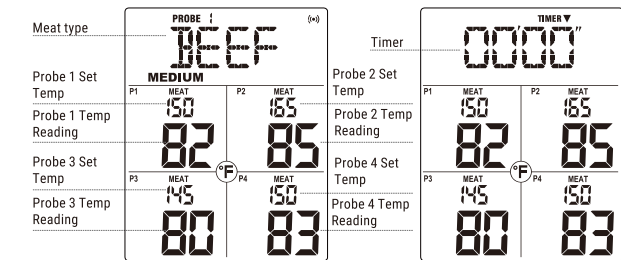 Meat type
PROBE 1
BEEF
MEDIUM
Probe 1 Set
Temp
Probe 1 Temp
Reading
Probe 3 Set
Temp
Probe 3 Temp
Reading
P1 MEAT
150
82
P2 MEAT
165
85
°F
P3 MEAT
145
80
P4 MEAT
150
83
Timer
Probe 2 Set
Temp
Probe 2 Temp
Reading
Probe 4 Set
Temp
Probe 4 Temp
Reading
TIMER ▼
00'00"
P1 MEAT
150
82
P2 MEAT
165
85
°F
P3 MEAT
145
80
P4 MEAT
150
83